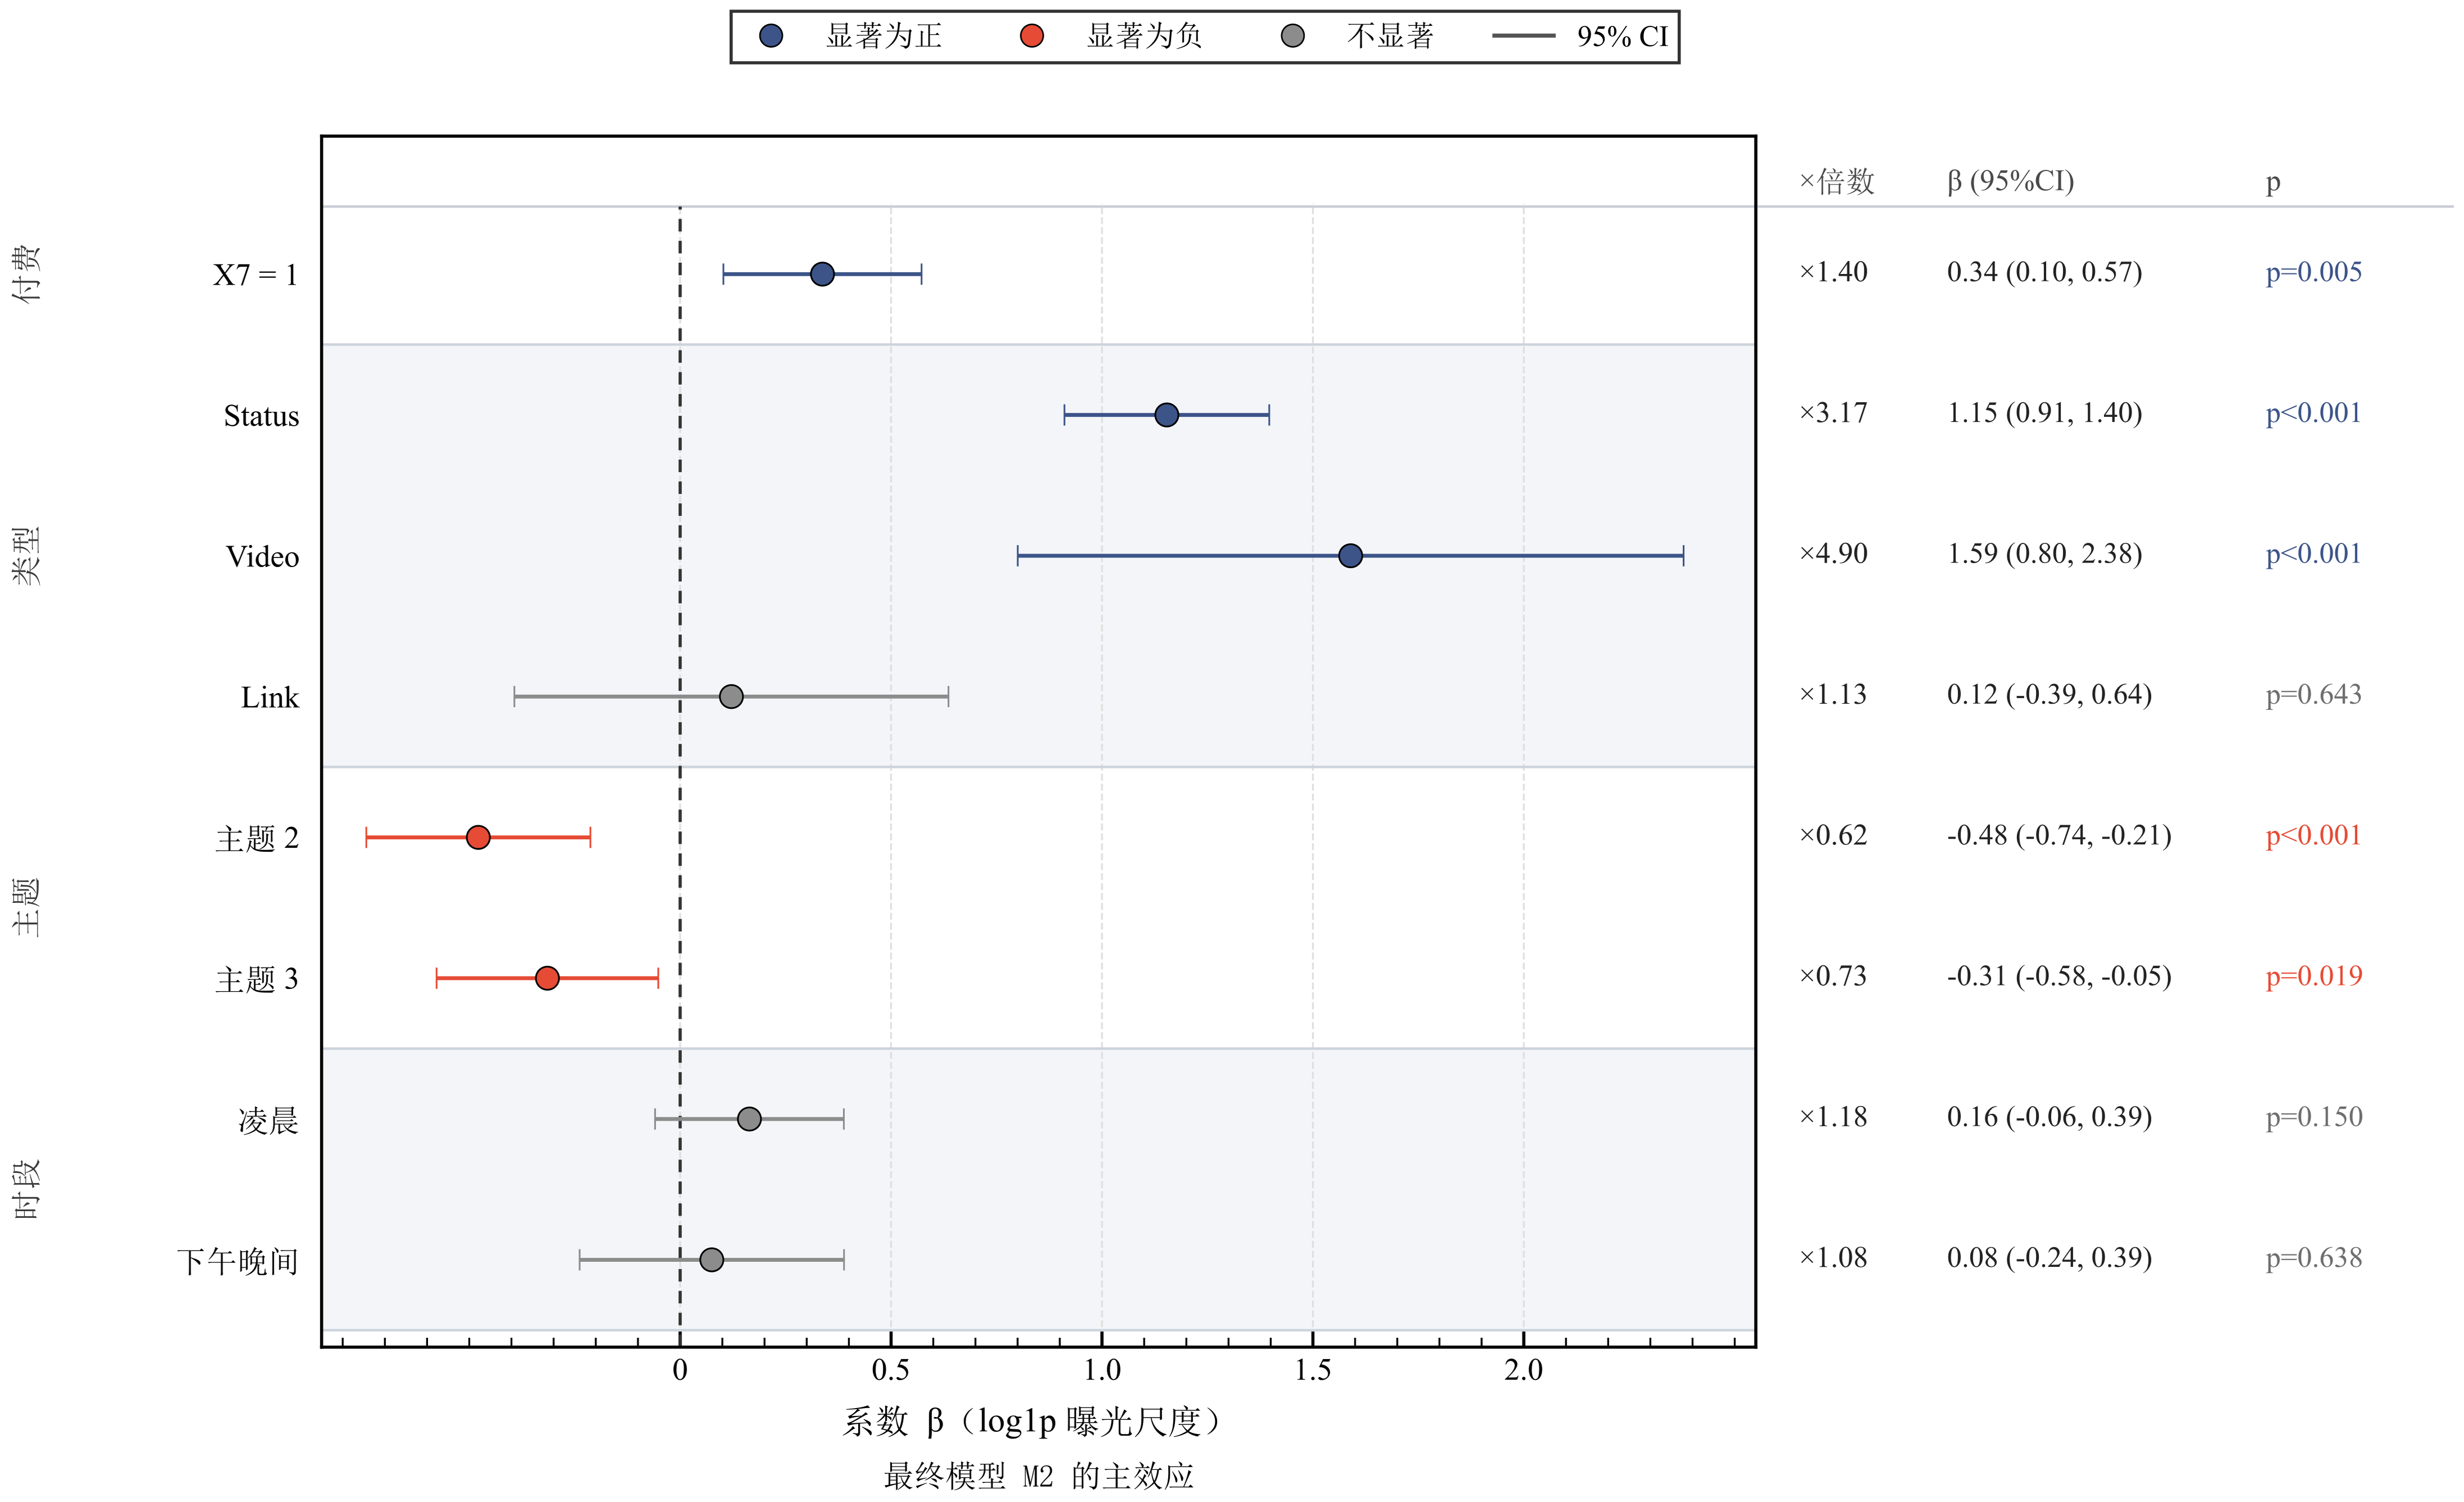 显著为正 显著为负 不显著 95% CI
×倍数 β (95%CI) p
付费
X7 = 1 ×1.40 0.34 (0.10, 0.57) p=0.005
类型
Status ×3.17 1.15 (0.91, 1.40) p<0.001
Video ×4.90 1.59 (0.80, 2.38) p<0.001
Link ×1.13 0.12 (-0.39, 0.64) p=0.643
主题
主题 2 ×0.62 -0.48 (-0.74, -0.21) p<0.001
主题 3 ×0.73 -0.31 (-0.58, -0.05) p=0.019
时段
凌晨 ×1.18 0.16 (-0.06, 0.39) p=0.150
下午晚间 ×1.08 0.08 (-0.24, 0.39) p=0.638
0 0.5 1.0 1.5 2.0
系数 β（log1p 曝光尺度）
最终模型 M2 的主效应